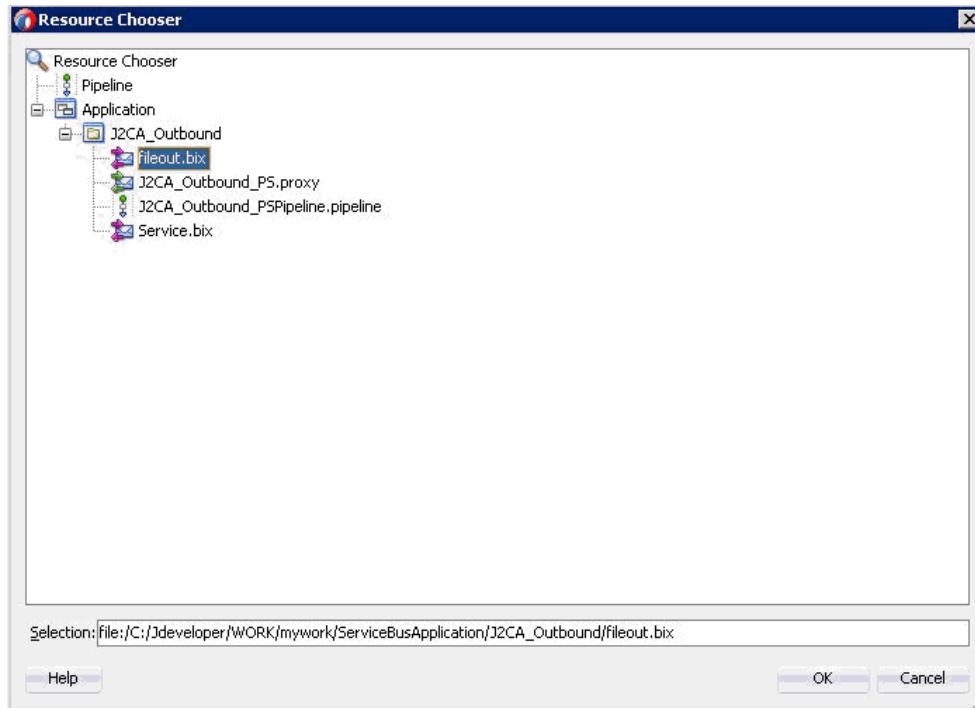 Resource Chooser
Resource Chooser
Pipeline
Application
J2CA_Outbound
fileout.bix
J2CA_Outbound_PS.proxy
J2CA_Outbound_PSPipeline.pipeline
Service.bix
Selection: file:/C:/Jdeveloper/WORK/mywork/ServiceBusApplication/J2CA_Outbound/fileout.bix
Help OK Cancel